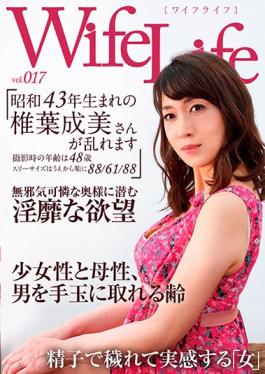 WifeLife
[ワイフライフ]
vol.017
「昭和43年生まれの
椎葉成美さん
が乱れます
撮影時の年齢は48歳
スリーサイズはうえから順に88/61/88」
無邪気可憐な奥様に潜む
淫靡な欲望
少女性と母性、
男を手玉に取れる齢
精子で穢れて実感する「女」